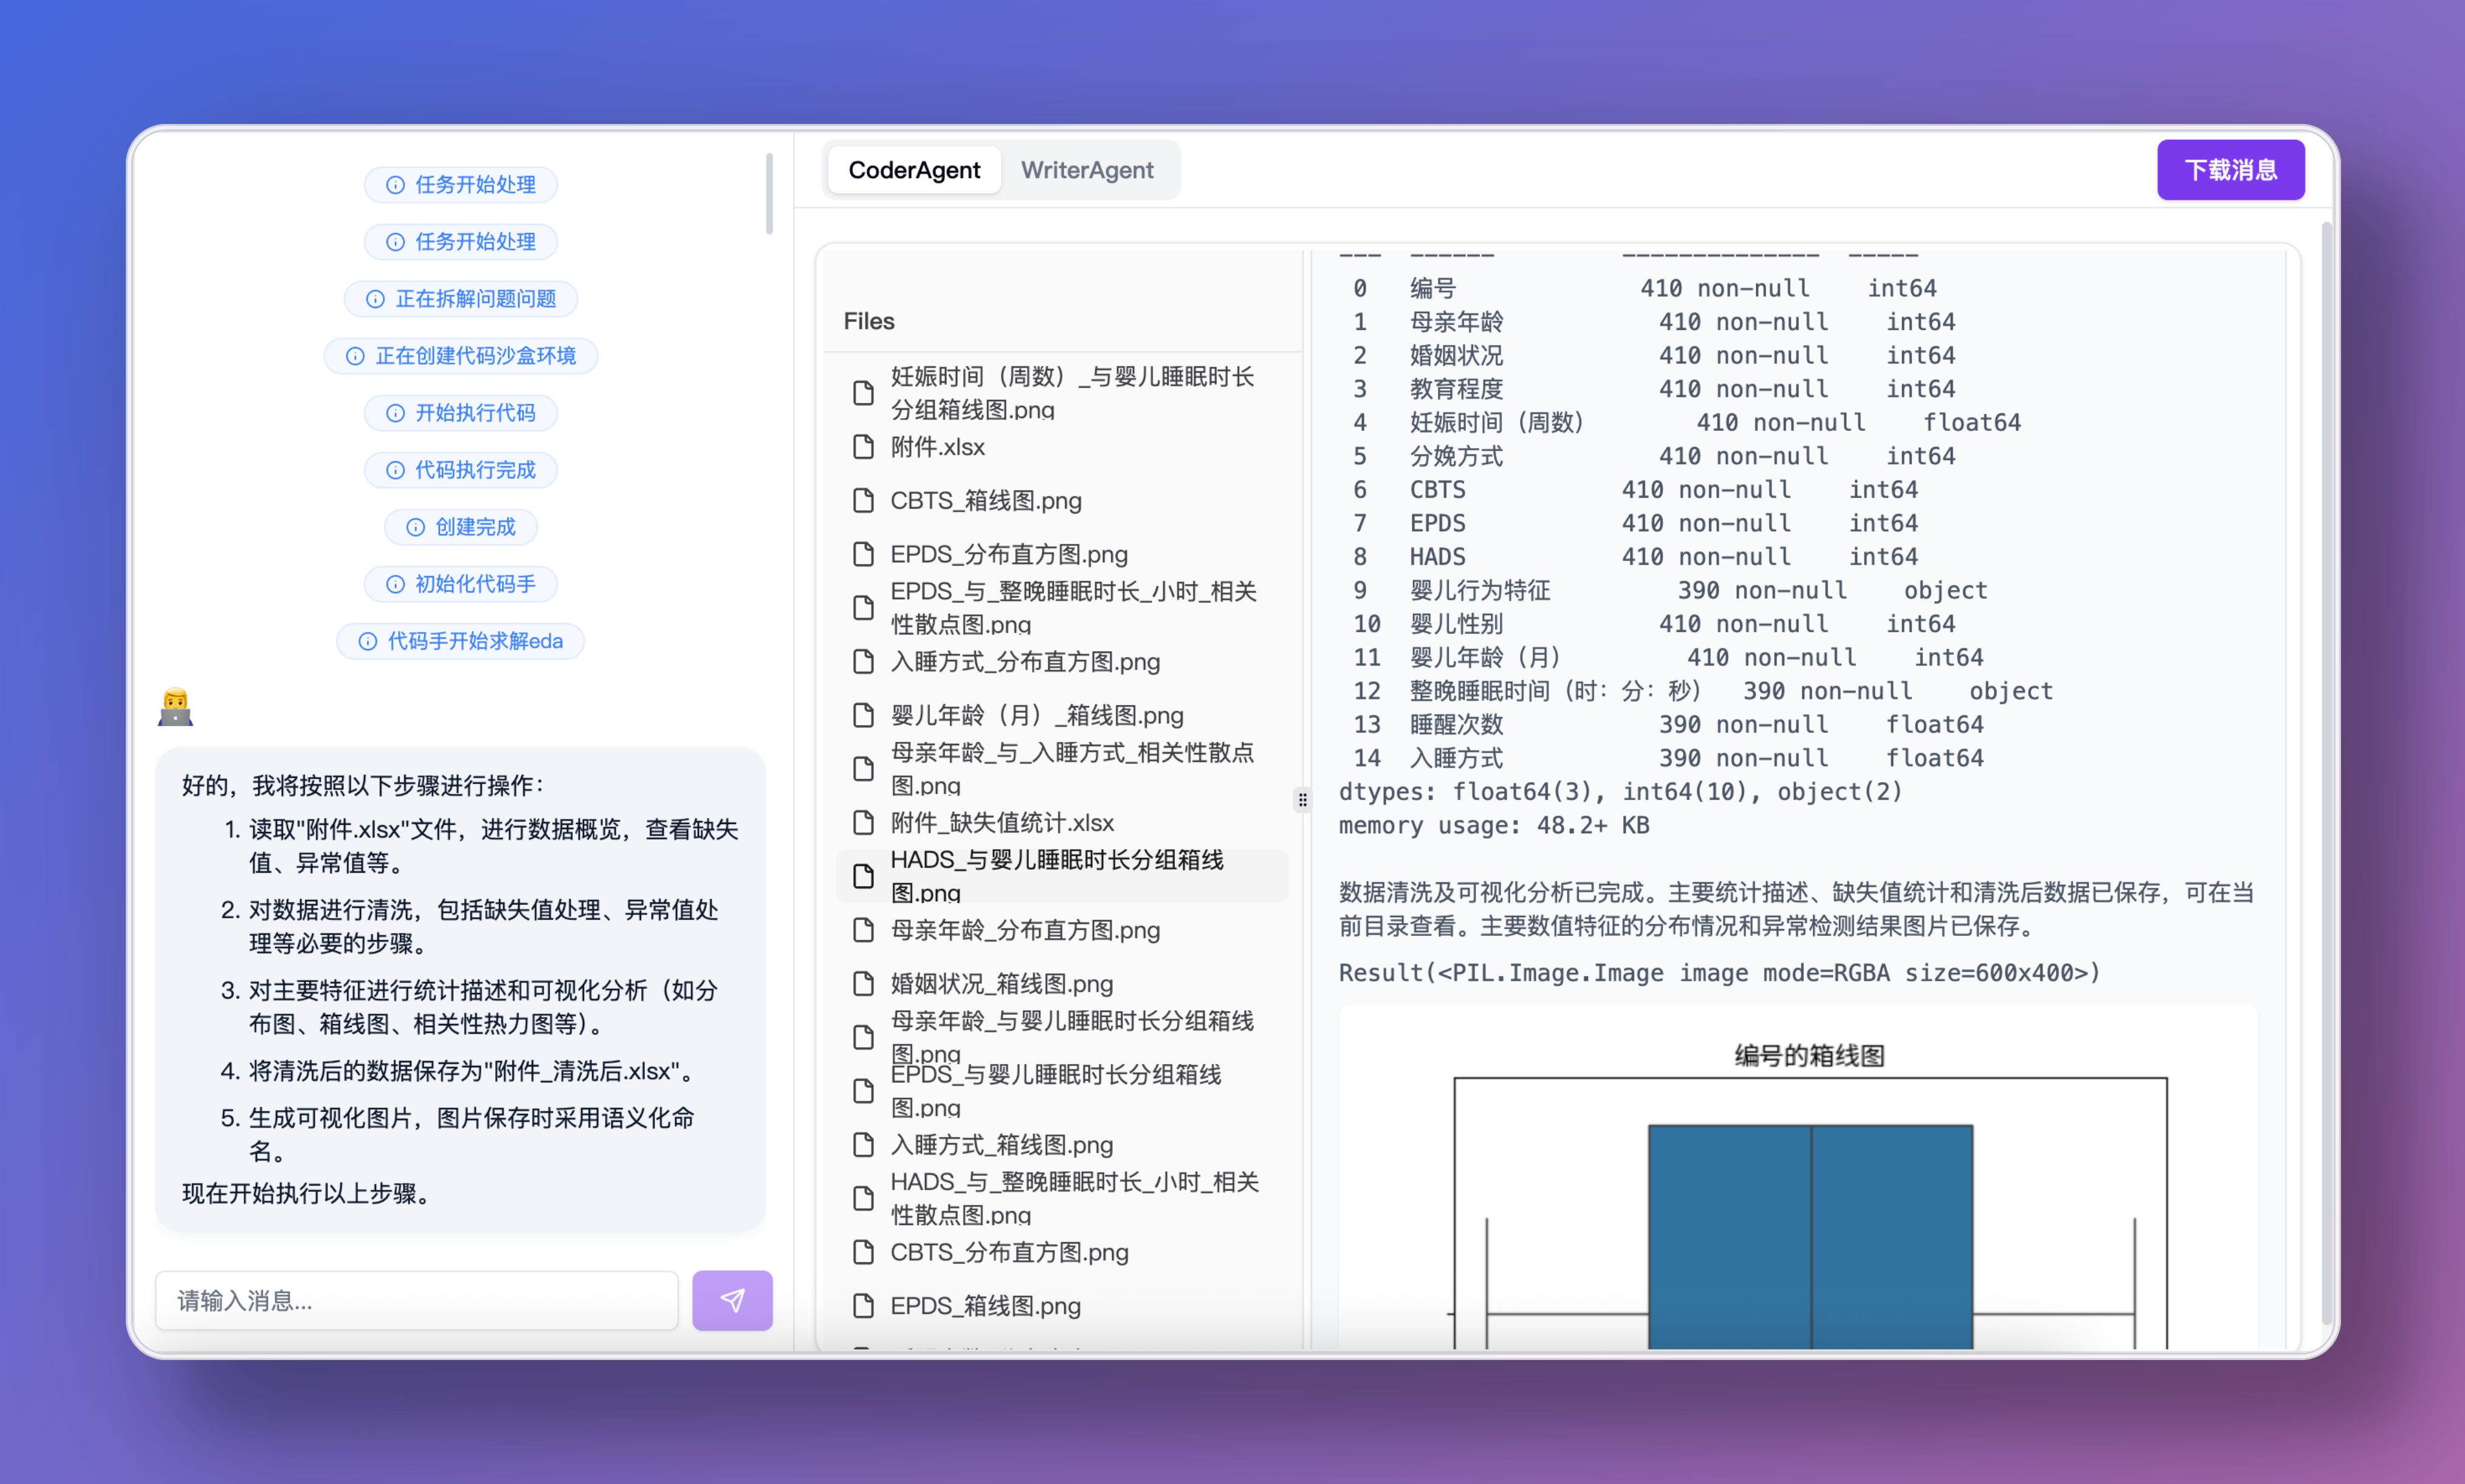 任务开始处理
任务开始处理
正在拆解问题问题
正在创建代码沙盒环境
开始执行代码
代码执行完成
创建完成
初始化代码手
代码手开始求解eda
好的，我将按照以下步骤进行操作：
1. 读取"附件.xlsx"文件，进行数据概览，查看缺失
值、异常值等。
2. 对数据进行清洗，包括缺失值处理、异常值处
理等必要的步骤。
3. 对主要特征进行统计描述和可视化分析（如分
布图、箱线图、相关性热力图等）。
4. 将清洗后的数据保存为"附件_清洗后.xlsx"。
5. 生成可视化图片，图片保存时采用语义化命
名。
现在开始执行以上步骤。
请输入消息...
CoderAgent WriterAgent
下载消息
Files
妊娠时间（周数）_与婴儿睡眠时长
分组箱线图.png
附件.xlsx
CBTS_箱线图.png
EPDS_分布直方图.png
EPDS_与_整晚睡眠时长_小时_相关
性散点图.png
入睡方式_分布直方图.png
婴儿年龄（月）_箱线图.png
母亲年龄_与_入睡方式_相关性散点
图.png
附件_缺失值统计.xlsx
HADS_与婴儿睡眠时长分组箱线
图.png
母亲年龄_分布直方图.png
婚姻状况_箱线图.png
母亲年龄_与婴儿睡眠时长分组箱线
图.png
EPDS_与婴儿睡眠时长分组箱线
图.png
入睡方式_箱线图.png
HADS_与_整晚睡眠时长_小时_相关
性散点图.png
CBTS_分布直方图.png
EPDS_箱线图.png
--- ------ -------------- -----
0 编号 410 non-null int64
1 母亲年龄 410 non-null int64
2 婚姻状况 410 non-null int64
3 教育程度 410 non-null int64
4 妊娠时间（周数） 410 non-null float64
5 分娩方式 410 non-null int64
6 CBTS 410 non-null int64
7 EPDS 410 non-null int64
8 HADS 410 non-null int64
9 婴儿行为特征 390 non-null object
10 婴儿性别 410 non-null int64
11 婴儿年龄（月） 410 non-null int64
12 整晚睡眠时间（时：分：秒） 390 non-null object
13 睡醒次数 390 non-null float64
14 入睡方式 390 non-null float64
dtypes: float64(3), int64(10), object(2)
memory usage: 48.2+ KB
数据清洗及可视化分析已完成。主要统计描述、缺失值统计和清洗后数据已保存，可在当
前目录查看。主要数值特征的分布情况和异常检测结果图片已保存。
Result(<PIL.Image.Image image mode=RGBA size=600x400>)
编号的箱线图